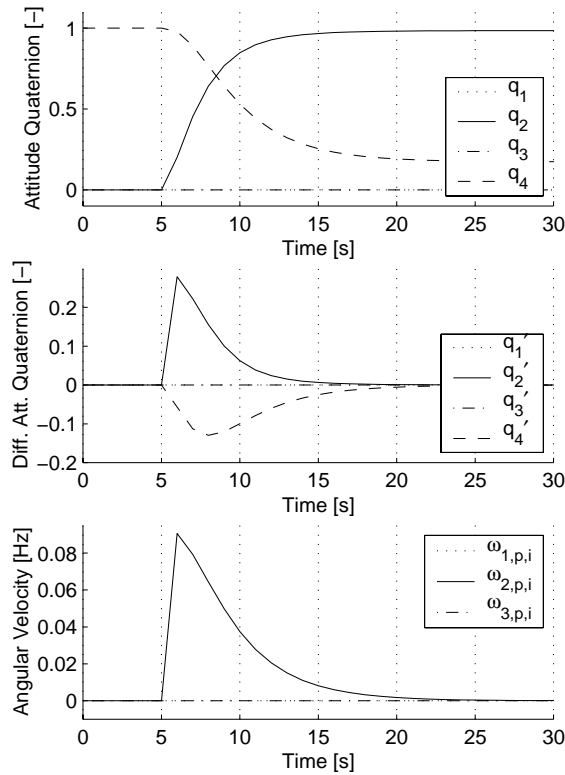 Attitude Quaternion [−]
1
0.5
0
q1
q2
q3
q4
0 5 10 15 20 25 30
Time [s]
Diff. Att. Quaternion [−]
0.2
0.1
0
−0.1
−0.2
q1′
q2′
q3′
q4′
0 5 10 15 20 25 30
Time [s]
Angular Velocity [Hz]
0.08
0.06
0.04
0.02
0
ω1,p,i
ω2,p,i
ω3,p,i
0 5 10 15 20 25 30
Time [s]